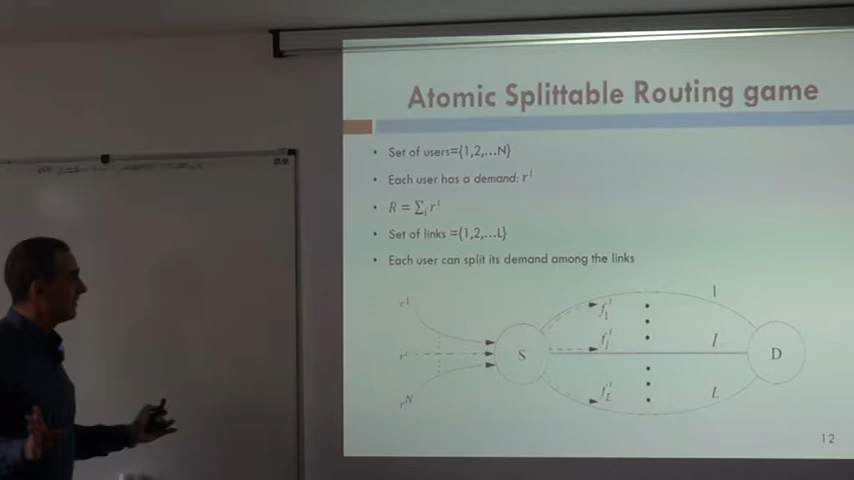 Atomic Splittable Routing game
• Set of users={1,2,...N}
• Each user has a demand: r^i
• R = ∑_i r^i
• Set of links ={1,2,...L}
• Each user can split its demand among the links
r^1
r^i
r^N
S
f_1^i
f_l^i
f_L^i
1
l
L
D
12